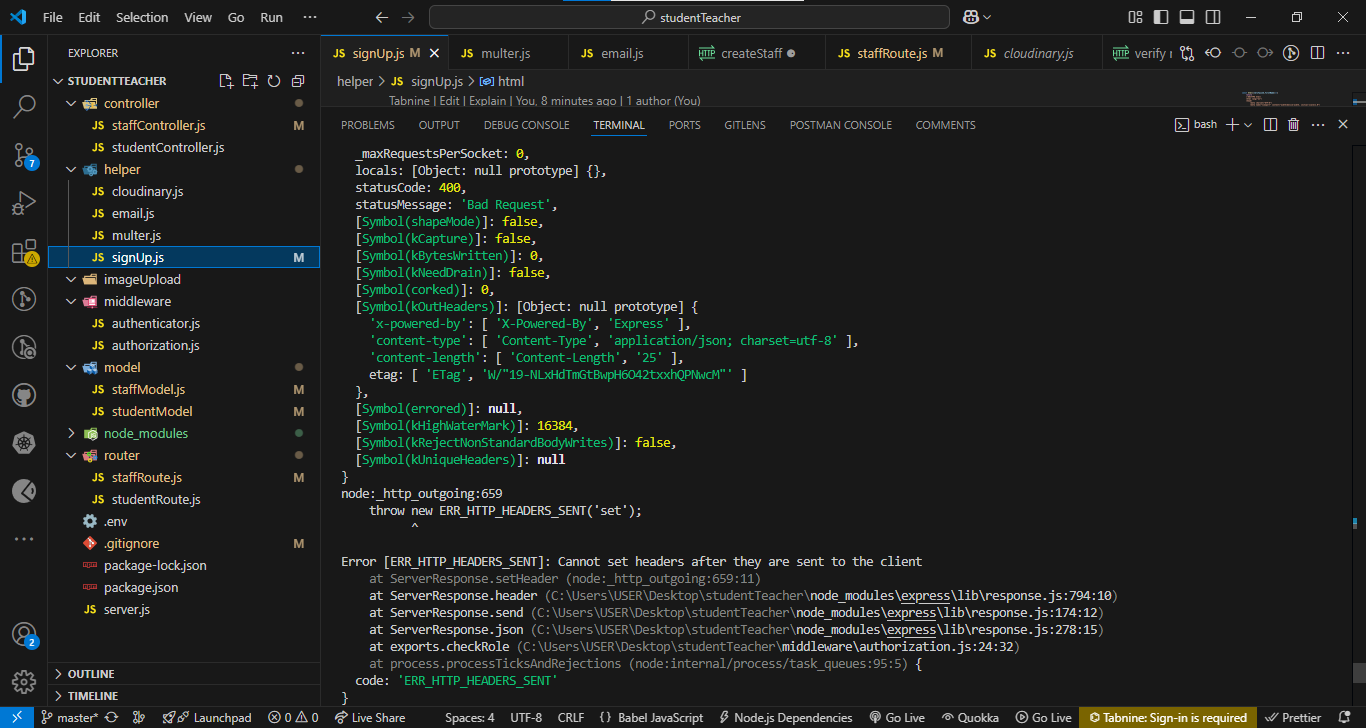 File Edit Selection View Go Run ··· studentTeacher
EXPLORER ···
STUDENTTEACHER
controller
JS staffController.js M
JS studentController.js
helper
JS cloudinary.js
JS email.js
JS multer.js
JS signUp.js M
imageUpload
middleware
JS authenticator.js
JS authorization.js
model
JS staffModel.js M
JS studentModel M
node_modules
router
JS staffRoute.js M
JS studentRoute.js
.env
.gitignore M
package-lock.json
package.json
JS server.js
OUTLINE
TIMELINE
7
2
JS signUp.js M JS multer.js JS email.js HTTP createStaff JS staffRoute.js M JS cloudinary.js HTTP verify
helper > JS signUp.js > html
Tabnine | Edit | Explain | You, 8 minutes ago | 1 author (You)
PROBLEMS OUTPUT DEBUG CONSOLE TERMINAL PORTS GITLENS POSTMAN CONSOLE COMMENTS bash
_maxRequestsPerSocket: 0,
locals: [Object: null prototype] {},
statusCode: 400,
statusMessage: 'Bad Request',
[Symbol(shapeMode)]: false,
[Symbol(kCapture)]: false,
[Symbol(kBytesWritten)]: 0,
[Symbol(kNeedDrain)]: false,
[Symbol(corked)]: 0,
[Symbol(kOutHeaders)]: [Object: null prototype] {
'x-powered-by': [ 'X-Powered-By', 'Express' ],
'content-type': [ 'Content-Type', 'application/json; charset=utf-8' ],
'content-length': [ 'Content-Length', '25' ],
etag: [ 'ETag', 'W/"19-NLxHdTmGtBwpH6O42txxhQPNwcM"' ]
},
[Symbol(errored)]: null,
[Symbol(kHighWaterMark)]: 16384,
[Symbol(kRejectNonStandardBodyWrites)]: false,
[Symbol(kUniqueHeaders)]: null
}
node:_http_outgoing:659
throw new ERR_HTTP_HEADERS_SENT('set');
^
Error [ERR_HTTP_HEADERS_SENT]: Cannot set headers after they are sent to the client
at ServerResponse.setHeader (node:_http_outgoing:659:11)
at ServerResponse.header (C:\Users\USER\Desktop\studentTeacher\node_modules\express\lib\response.js:794:10)
at ServerResponse.send (C:\Users\USER\Desktop\studentTeacher\node_modules\express\lib\response.js:174:12)
at ServerResponse.json (C:\Users\USER\Desktop\studentTeacher\node_modules\express\lib\response.js:278:15)
at exports.checkRole (C:\Users\USER\Desktop\studentTeacher\middleware\authorization.js:24:32)
at process.processTicksAndRejections (node:internal/process/task_queues:95:5) {
code: 'ERR_HTTP_HEADERS_SENT'
}
master* Launchpad 0 0 Live Share Spaces: 4 UTF-8 CRLF {} Babel JavaScript Node.js Dependencies Go Live Quokka Go Live Tabnine: Sign-in is required Prettier